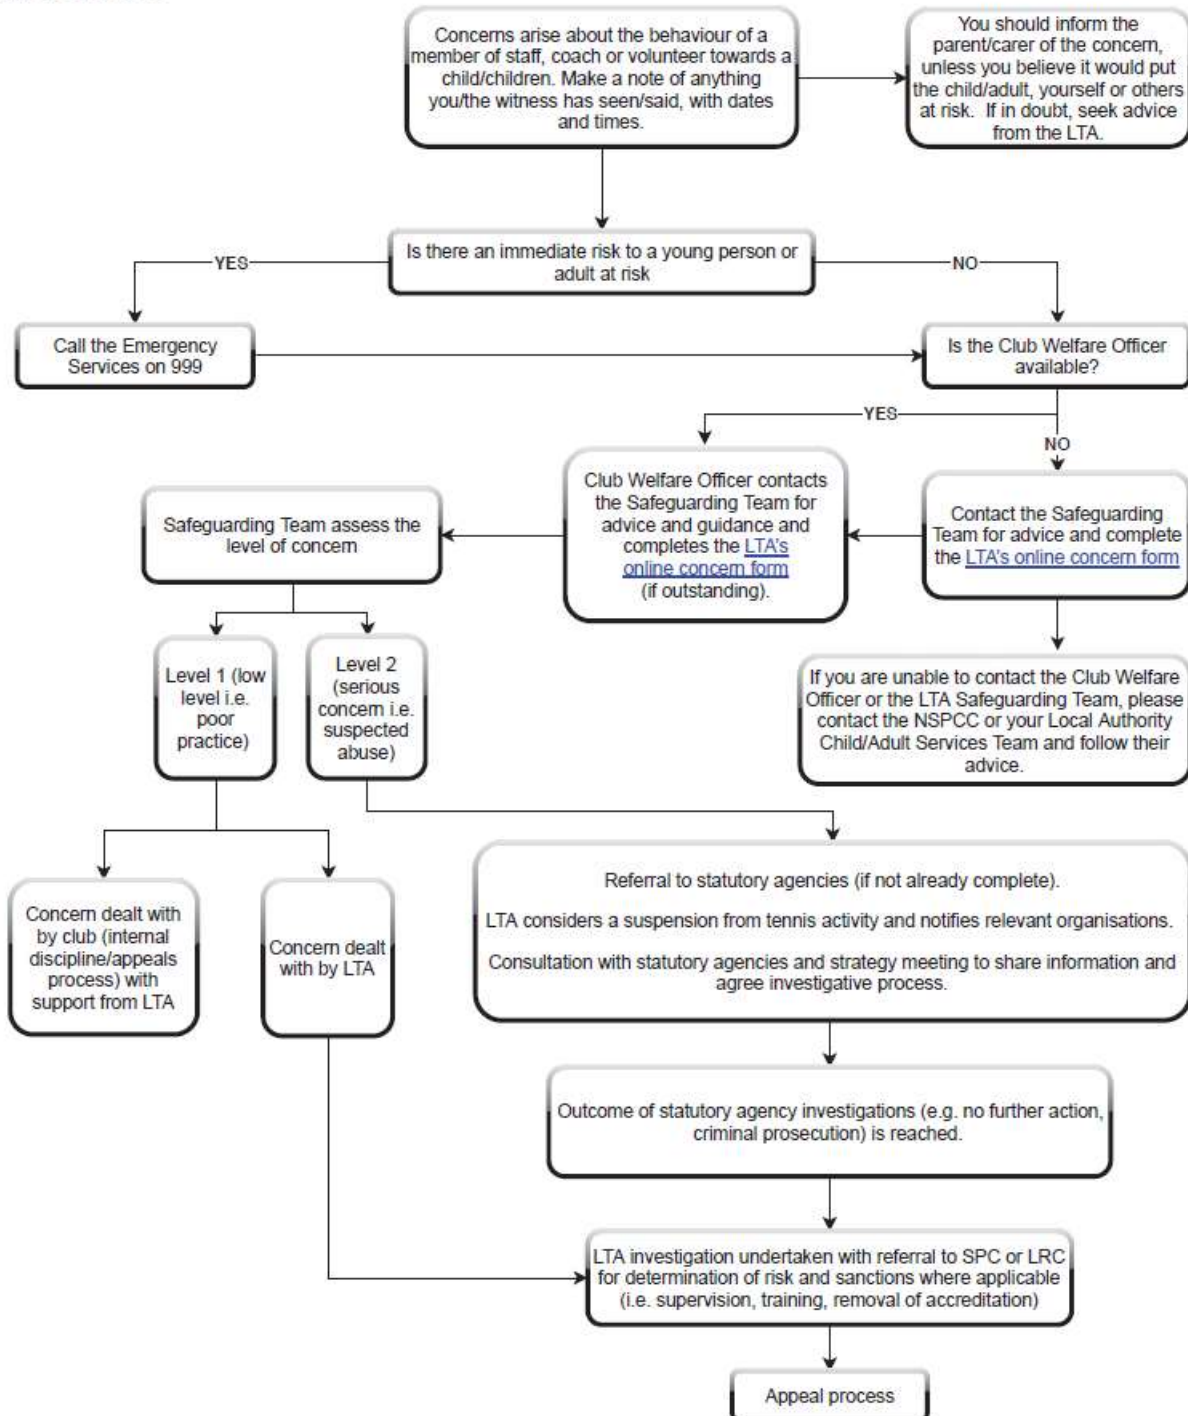 Concerns arise about the behaviour of a
member of staff, coach or volunteer towards a
child/children. Make a note of anything
you/the witness has seen/said, with dates
and times.
You should inform the
parent/carer of the concern,
unless you believe it would put
the child/adult, yourself or others
at risk.  If in doubt, seek advice
from the LTA.
Is there an immediate risk to a young person or
adult at risk
YES
NO
Call the Emergency
Services on 999
Is the Club Welfare Officer
available?
YES
NO
Club Welfare Officer contacts
the Safeguarding Team for
advice and guidance and
completes the LTA's
online concern form
(if outstanding).
Contact the Safeguarding
Team for advice and complete
the LTA's online concern form
Safeguarding Team assess the
level of concern
Level 1 (low
level i.e.
poor
practice)
Level 2
(serious
concern i.e.
suspected
abuse)
If you are unable to contact the Club Welfare
Officer or the LTA Safeguarding Team, please
contact the NSPCC or your Local Authority
Child/Adult Services Team and follow their
advice.
Concern dealt with
by club (internal
discipline/appeals
process) with
support from LTA
Concern dealt
with by LTA
Referral to statutory agencies (if not already complete).
LTA considers a suspension from tennis activity and notifies relevant organisations.
Consultation with statutory agencies and strategy meeting to share information and
agree investigative process.
Outcome of statutory agency investigations (e.g. no further action,
criminal prosecution) is reached.
LTA investigation undertaken with referral to SPC or LRC
for determination of risk and sanctions where applicable
(i.e. supervision, training, removal of accreditation)
Appeal process